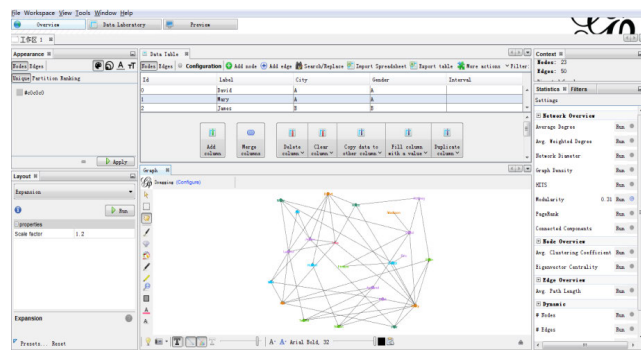 File Workspace View Tools Window Help
Overview
Data Laboratory
Preview
工作区 1
Appearance
Nodes Edges
Unique Partition Ranking
#c0c0c0
Apply
Layout
Expansion
Run
properties
Scale factor 1.2
Expansion
Presets... Reset
Data Table
Nodes Edges Configuration Add node Add edge Search/Replace Import Spreadsheet Export table More actions Filter:
Id Label City Gender Interval
0 David A A
1 Mary A A
2 James B B
Add column
Merge columns
Delete column
Clear column
Copy data to other column
Fill column with a value
Duplicate column
Graph
Dragging (Configure)
A- A- Arial Bold, 32
Context
Nodes: 23
Edges: 50
Statistics Filters
Settings
Network Overview
Average Degree Run
Avg. Weighted Degree Run
Network Diameter Run
Graph Density Run
HITS Run
Modularity 0.31 Run
PageRank Run
Connected Components Run
Node Overview
Avg. Clustering Coefficient Run
Eigenvector Centrality Run
Edge Overview
Avg. Path Length Run
Dynamic
# Nodes Run
# Edges Run